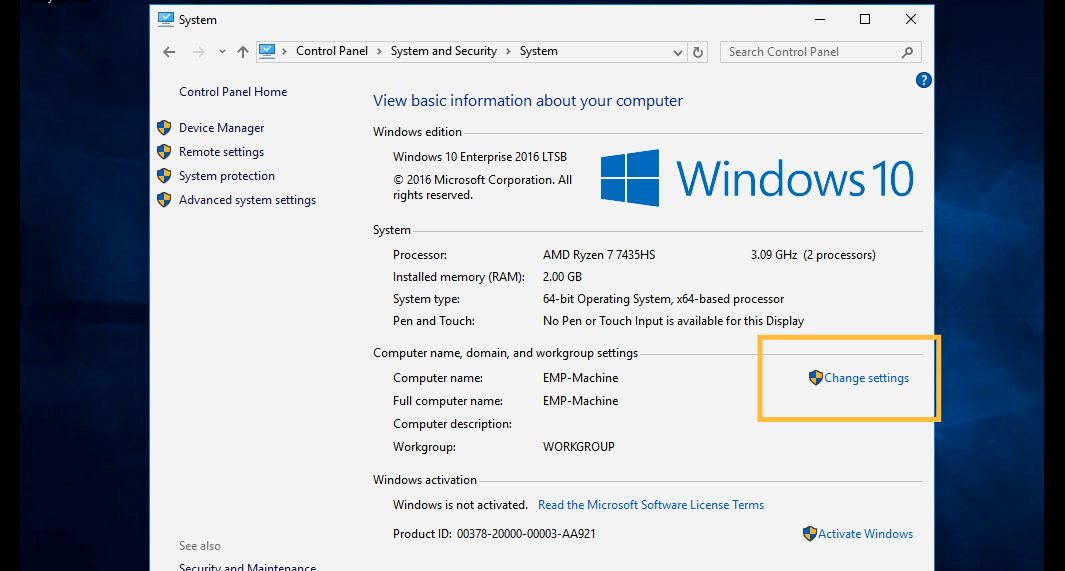 System
Control Panel > System and Security > System
Search Control Panel
?
Control Panel Home
Device Manager
Remote settings
System protection
Advanced system settings
View basic information about your computer
Windows edition
Windows 10 Enterprise 2016 LTSB
© 2016 Microsoft Corporation. All
rights reserved.
Windows 10
System
Processor: AMD Ryzen 7 7435HS 3.09 GHz (2 processors)
Installed memory (RAM): 2.00 GB
System type: 64-bit Operating System, x64-based processor
Pen and Touch: No Pen or Touch Input is available for this Display
Computer name, domain, and workgroup settings
Computer name: EMP-Machine Change settings
Full computer name: EMP-Machine
Computer description:
Workgroup: WORKGROUP
Windows activation
Windows is not activated. Read the Microsoft Software License Terms
Product ID: 00378-20000-00003-AA921 Activate Windows
See also
Security and Maintenance